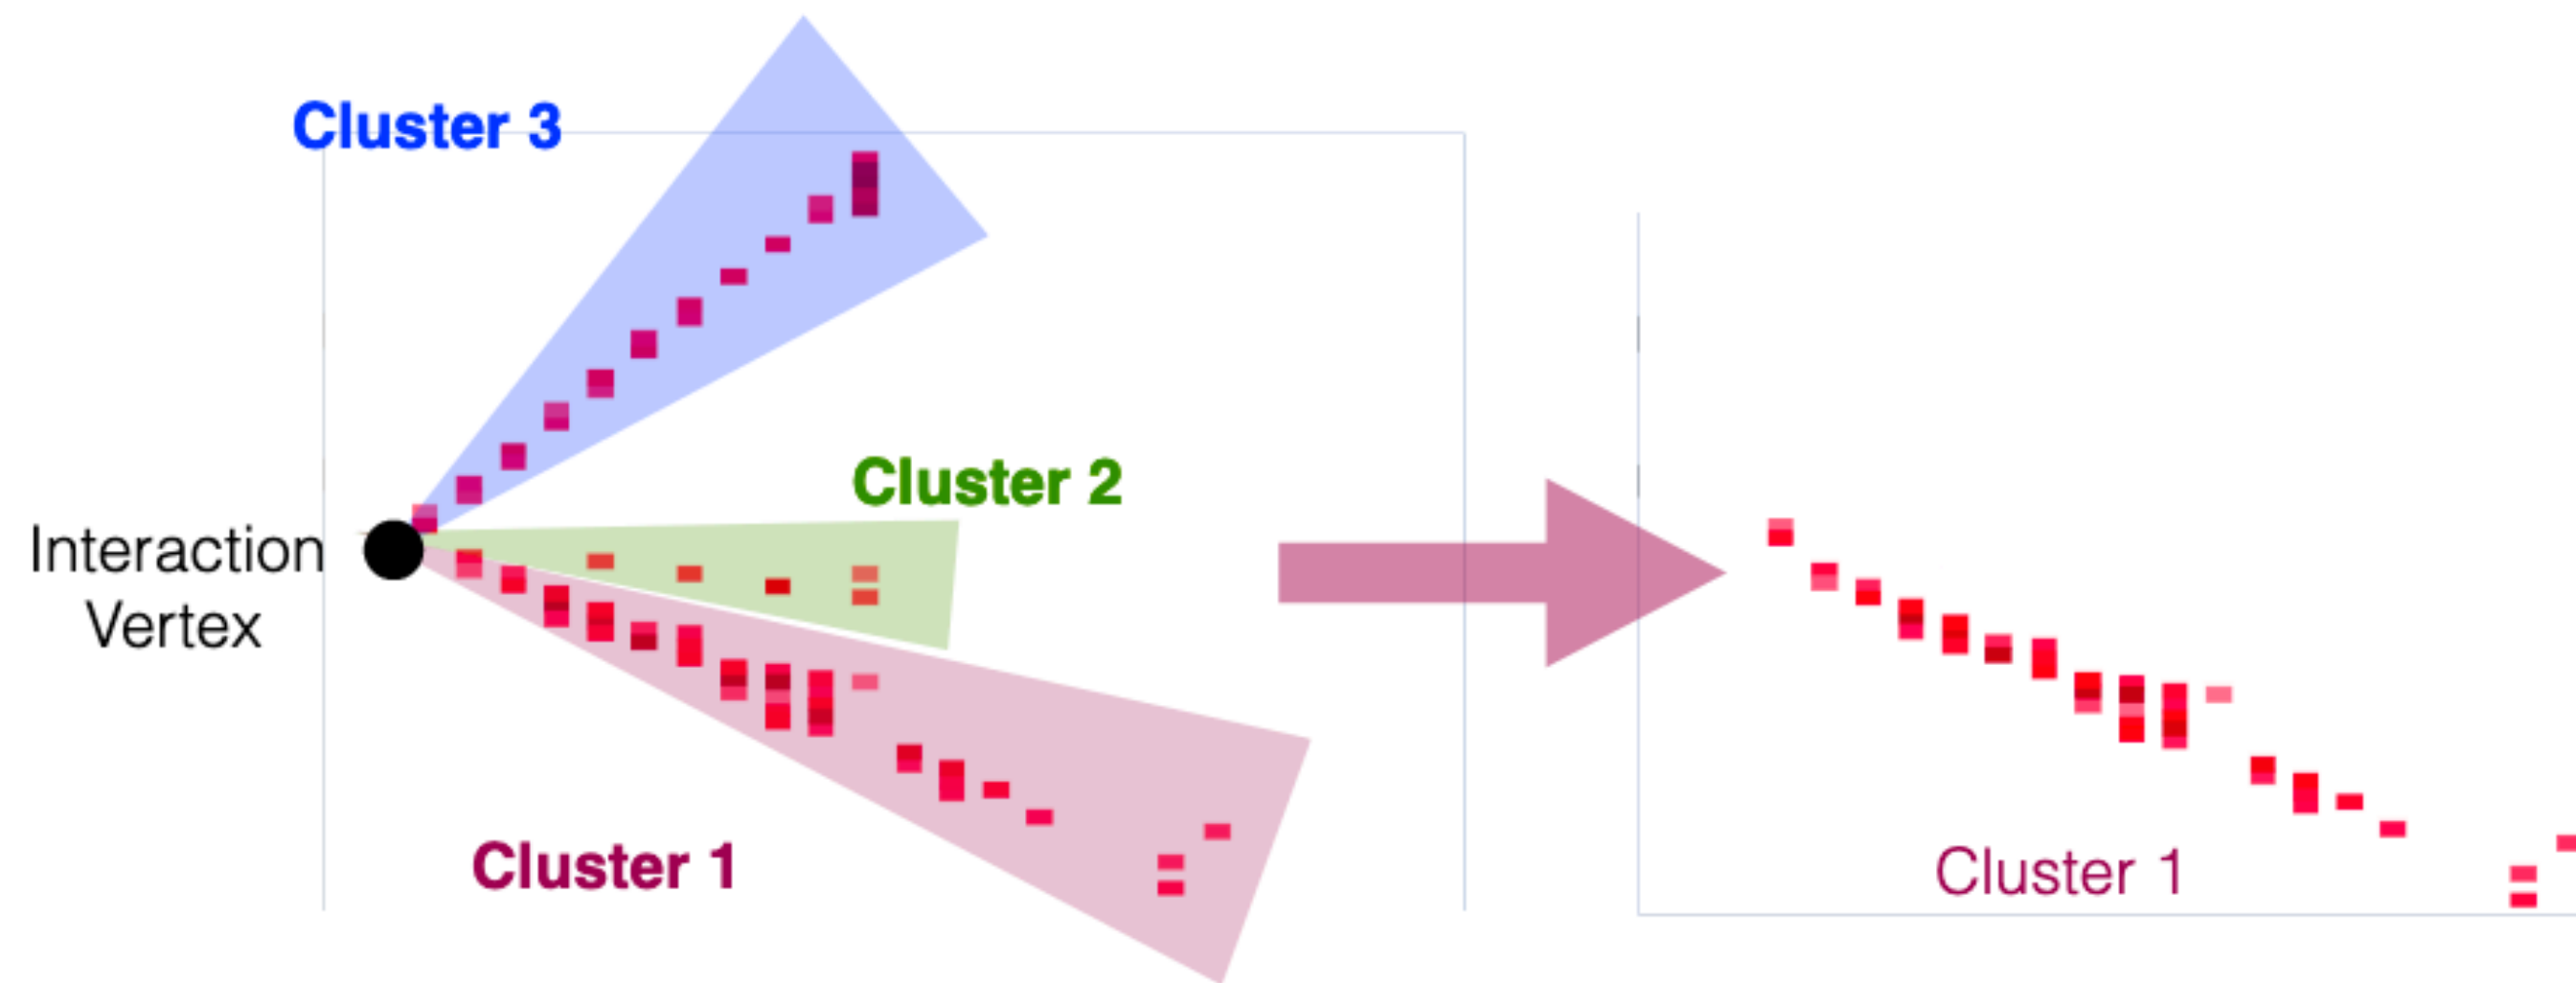 Cluster 3
Cluster 2
Interaction
Vertex
Cluster 1
Cluster 1